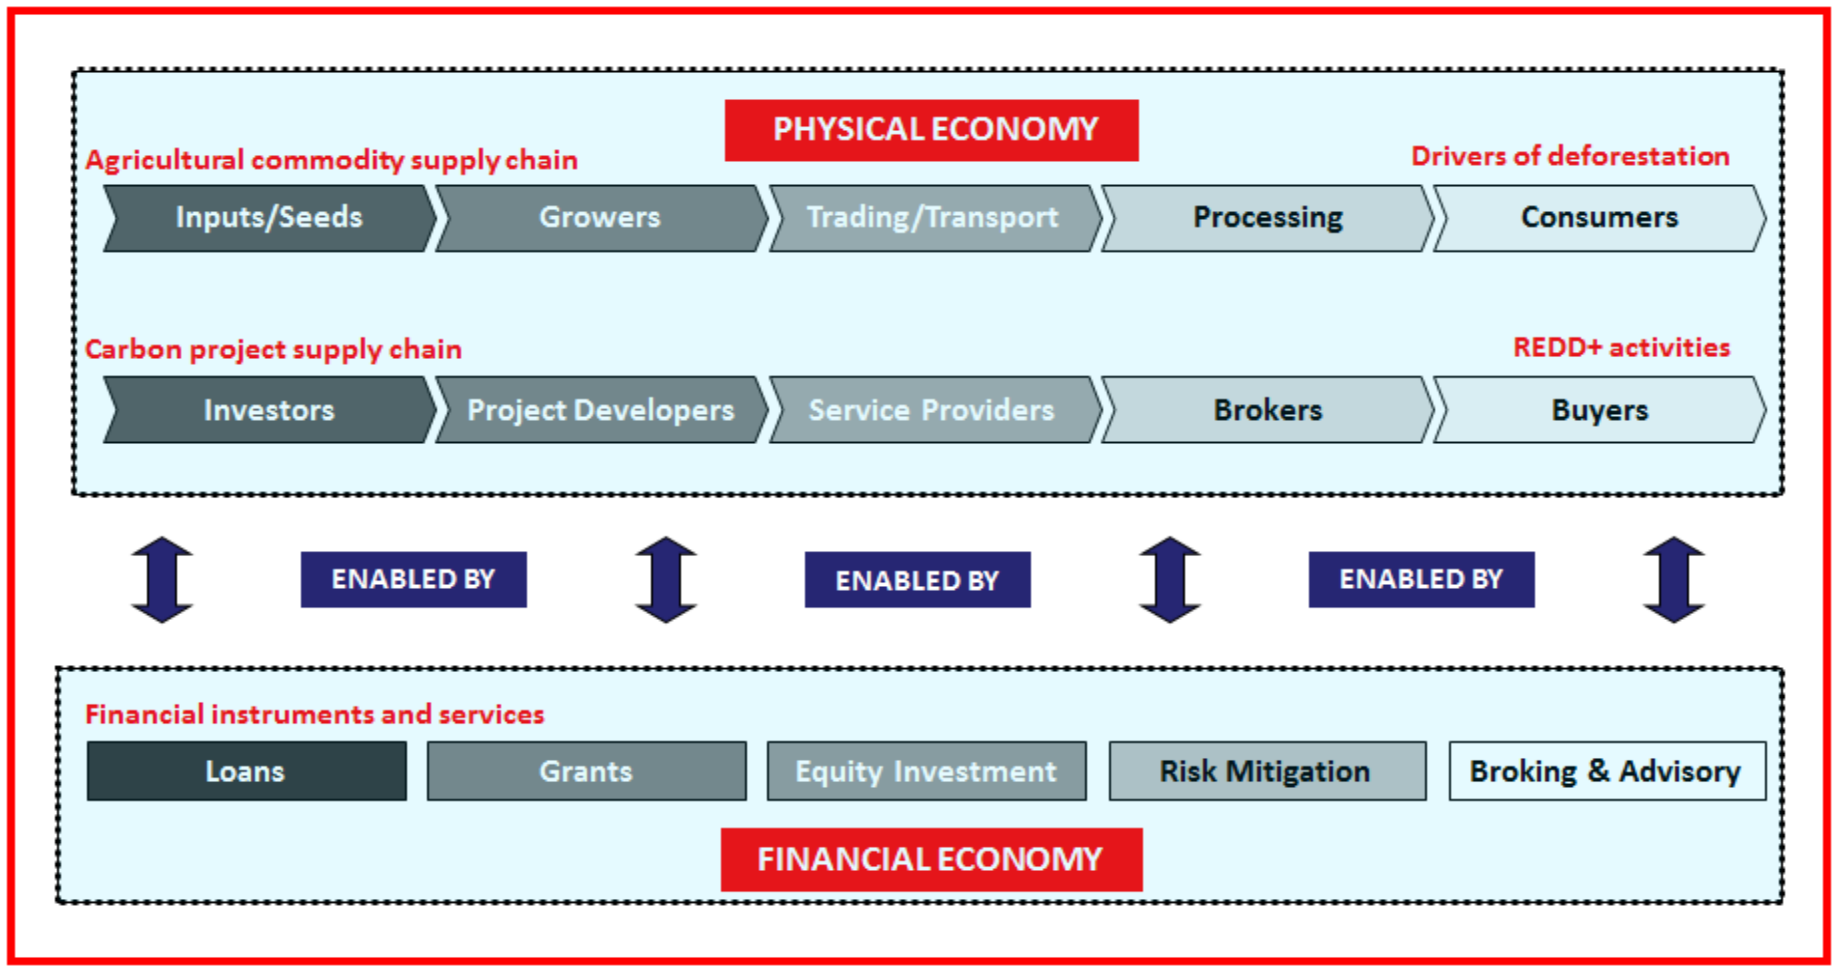 PHYSICAL ECONOMY
Agricultural commodity supply chain
Drivers of deforestation
Inputs/Seeds
Growers
Trading/Transport
Processing
Consumers
Carbon project supply chain
REDD+ activities
Investors
Project Developers
Service Providers
Brokers
Buyers
ENABLED BY
ENABLED BY
ENABLED BY
Financial instruments and services
Loans
Grants
Equity Investment
Risk Mitigation
Broking & Advisory
FINANCIAL ECONOMY